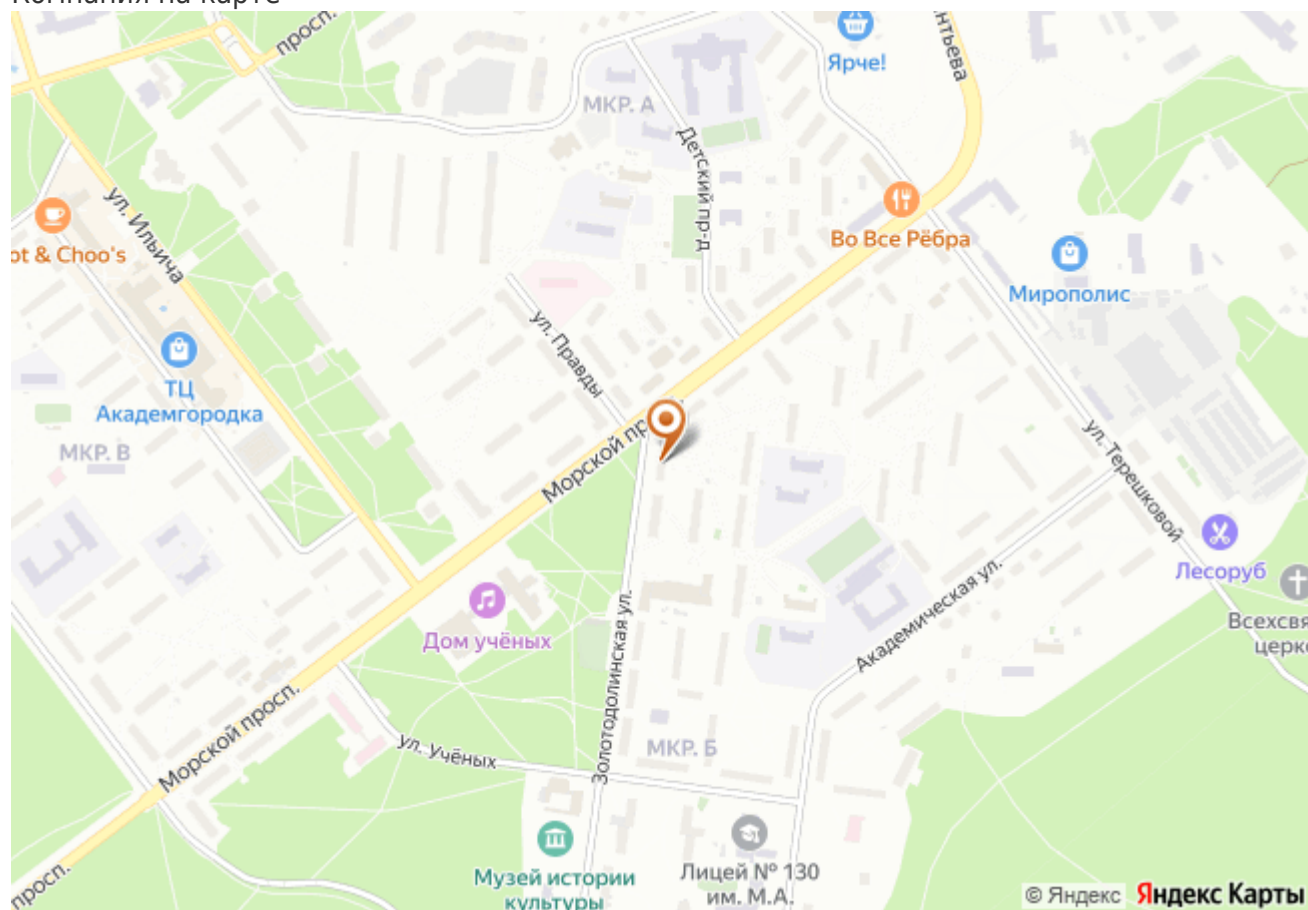 Компания на карте
просп.
нтьева
Ярче!
МКР. А
Детский пр-д
ул. Ильича
ot & Choo's
Во Все Рёбра
Мирополис
ул. Правды
ТЦ
Академгородка
МКР. В
Морской пр
ул. Терешковой
Лесоруб
Всехсвя
церко
Академическая ул.
Дом учёных
Золотодолинская ул.
Морской просп.
ул. Учёных
МКР. Б
просп.
Музей истории
культуры
Лицей № 130
им. М.А.
© Яндекс Яндекс Карты